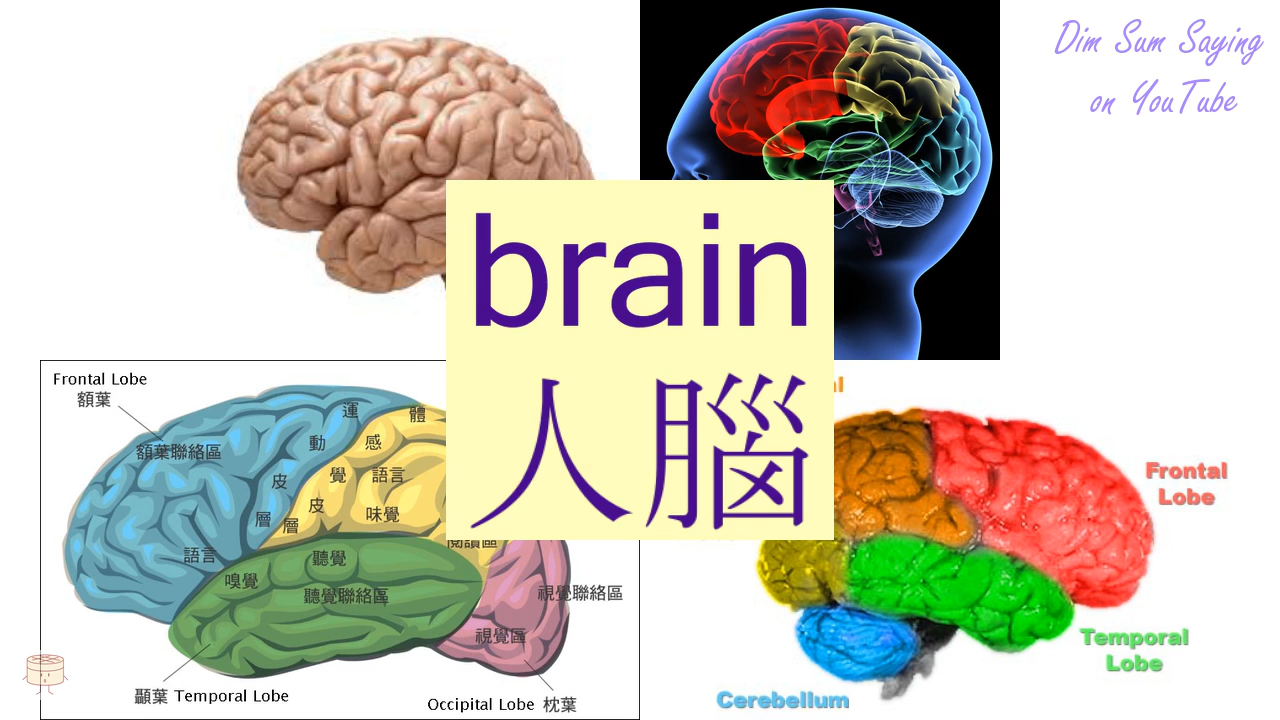 Dim Sum Saying
on YouTube
brain
人腦
Frontal Lobe
額葉
額葉聯絡區
運
動
皮
層
體
感
覺
皮
層
語言
味覺
閱讀區
語言
嗅覺
聽覺
聽覺聯絡區
視覺聯絡區
視覺區
顳葉 Temporal Lobe
Occipital Lobe 枕葉
Frontal
Lobe
Temporal
Lobe
Cerebellum